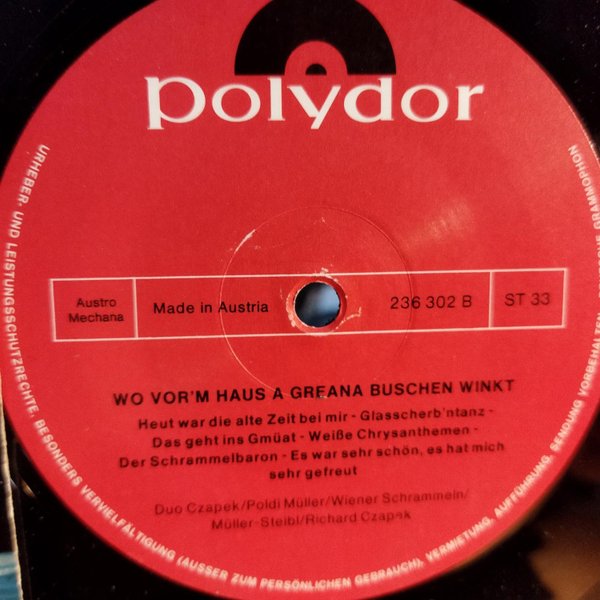 polydor
Austro
Mechana
Made in Austria
236 302 B
ST 33
WO VOR'M HAUS A GREANA BUSCHEN WINKT
Heut war die alte Zeit bei mir - Glasscherb'ntanz -
Das geht ins Gmüat - Weiße Chrysanthemen -
Der Schrammelbaron - Es war sehr schön, es hat mich
sehr gefreut
Duo Czapek/Poldi Müller/Wiener Schrammeln/
Müller-Steibl/Richard Czapek
URHEBER- UND LEISTUNGSSCHUTZRECHTE, BESONDERS VERVIELFÄLTIGUNG (AUSSER ZUM PERSÖNLICHEN GEBRAUCH), VERMIETUNG, AUFFÜHRUNG, SENDUNG VORBEHALTEN. GRAMMOPHON